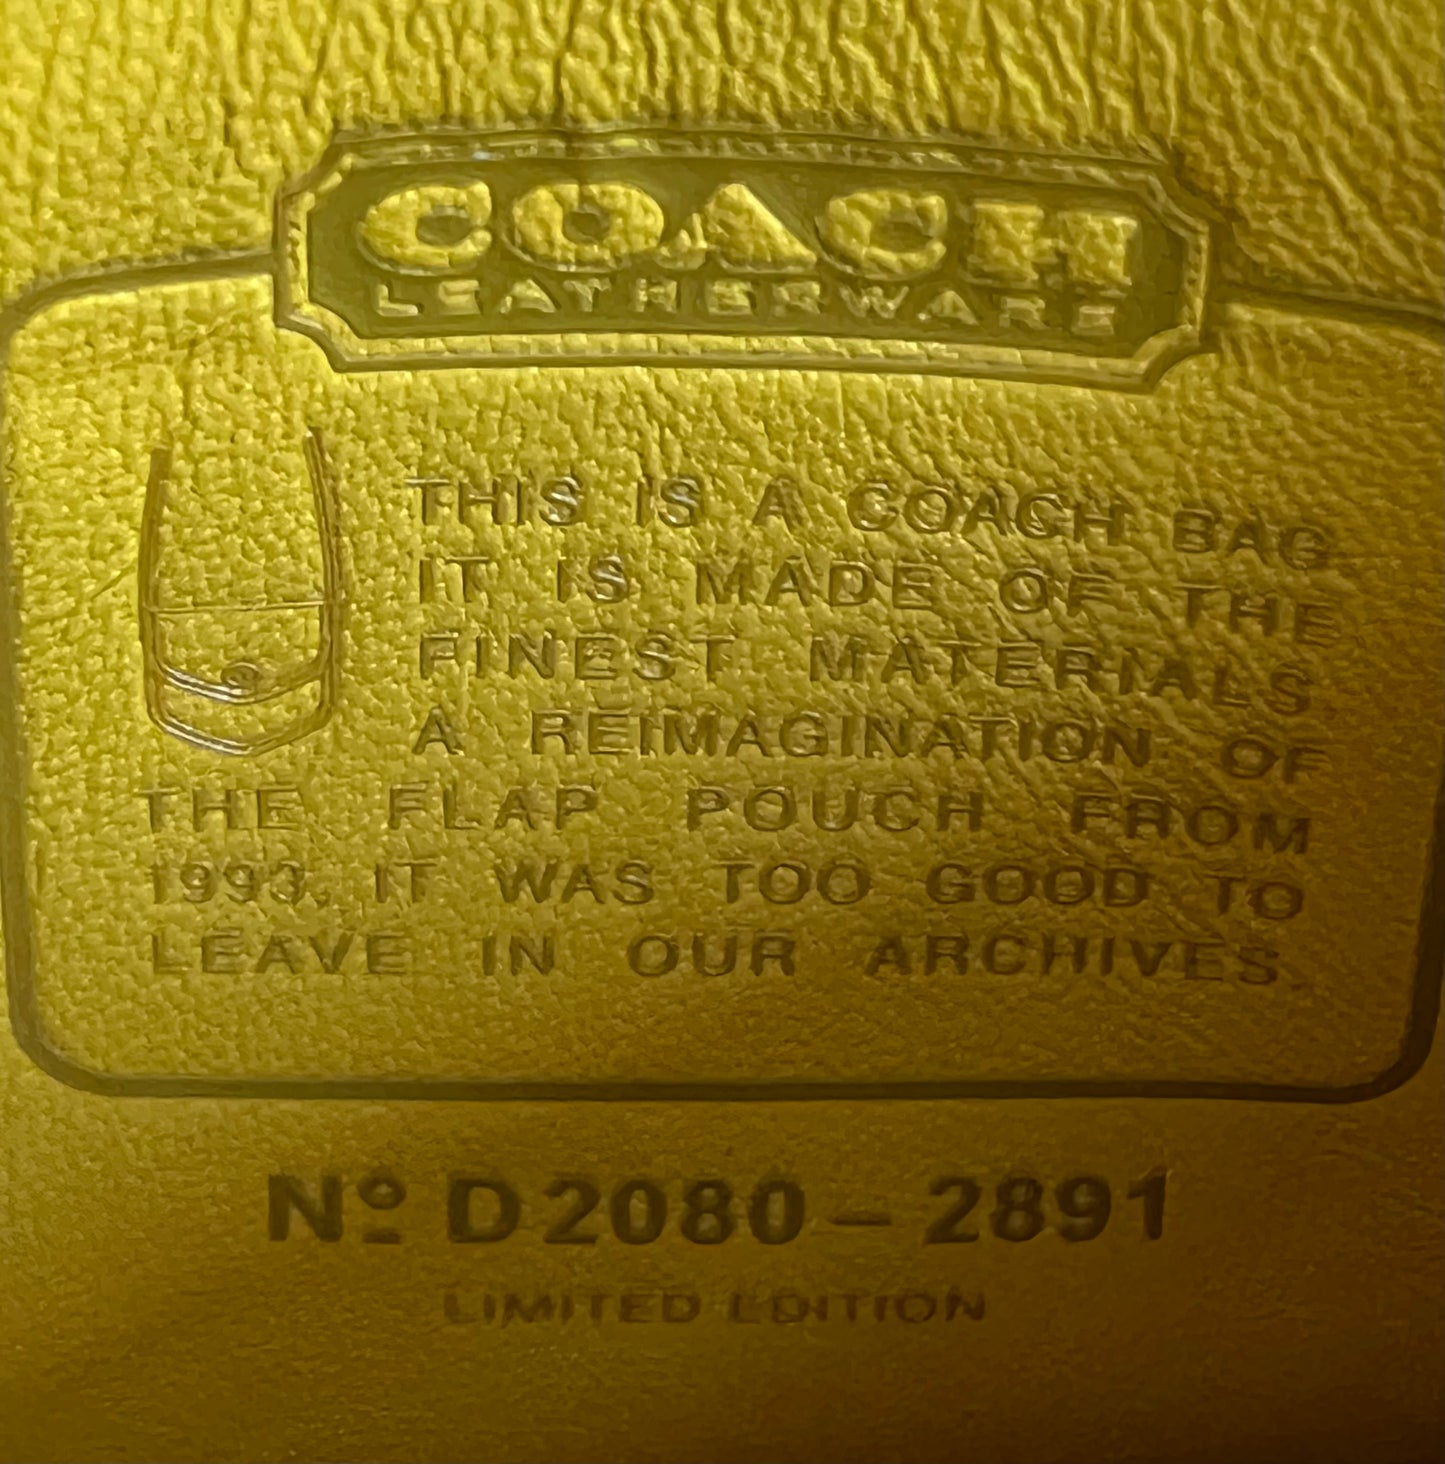 COACH
LEATHERWARE
THIS IS A COACH BAG
IT IS MADE OF THE
FINEST MATERIALS
A REIMAGINATION OF
THE FLAP POUCH FROM
1993. IT WAS TOO GOOD TO
LEAVE IN OUR ARCHIVES.
Nº D2080 – 2891
LIMITED EDITION